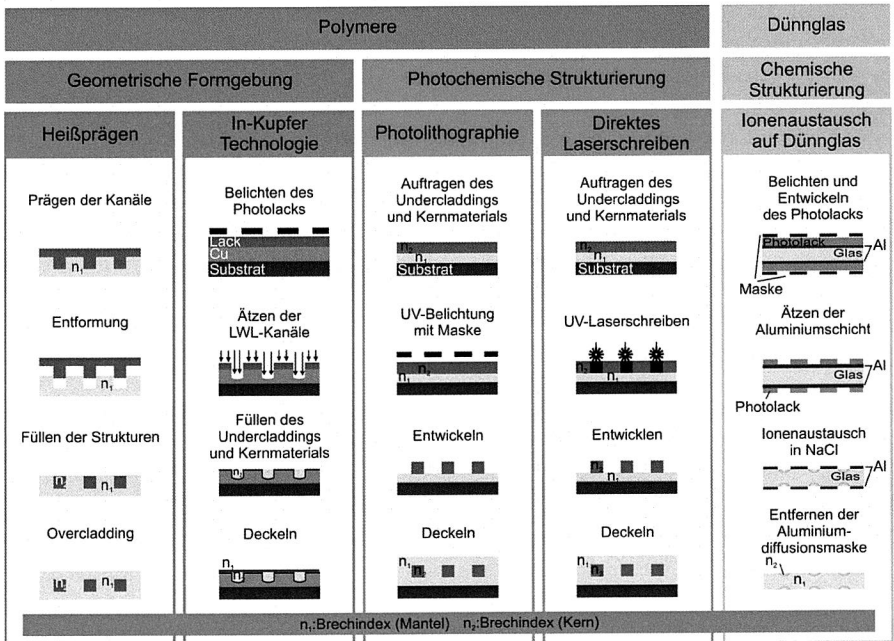 Polymere
Dünnglas
Geometrische Formgebung
Photochemische Strukturierung
Chemische
Strukturierung
Heißprägen
Prägen der Kanäle
n₁
Entformung
n₁
Füllen der Strukturen
n₁
Overcladding
n₁
In-Kupfer
Technologie
Belichten des
Photolacks
Lack
Cu
Substrat
Ätzen der
LWL-Kanäle
Füllen des
Undercladdings
und Kernmaterials
Deckeln
n₁
Photolithographie
Auftragen des
Undercladdings
und Kernmaterials
n₂
n₁
Substrat
UV-Belichtung
mit Maske
n₂
n₁
Entwickeln
Deckeln
n₁
n₂
Direktes
Laserschreiben
Auftragen des
Undercladdings
und Kernmaterials
n₂
n₁
Substrat
UV-Laserschreiben
n₂
n₁
Entwicklen
n₂
n₁
Deckeln
n₁
n₂
Ionenaustausch
auf Dünnglas
Belichten und
Entwickeln
des Photolacks
Photolack
Glas
Al
Maske
Ätzen der
Aluminiumschicht
Glas
Al
Photolack
Ionenaustausch
in NaCl
Glas
Al
Entfernen der
Aluminium-
diffusionsmaske
n₂
n₁
n₁:Brechindex (Mantel) n₂:Brechindex (Kern)